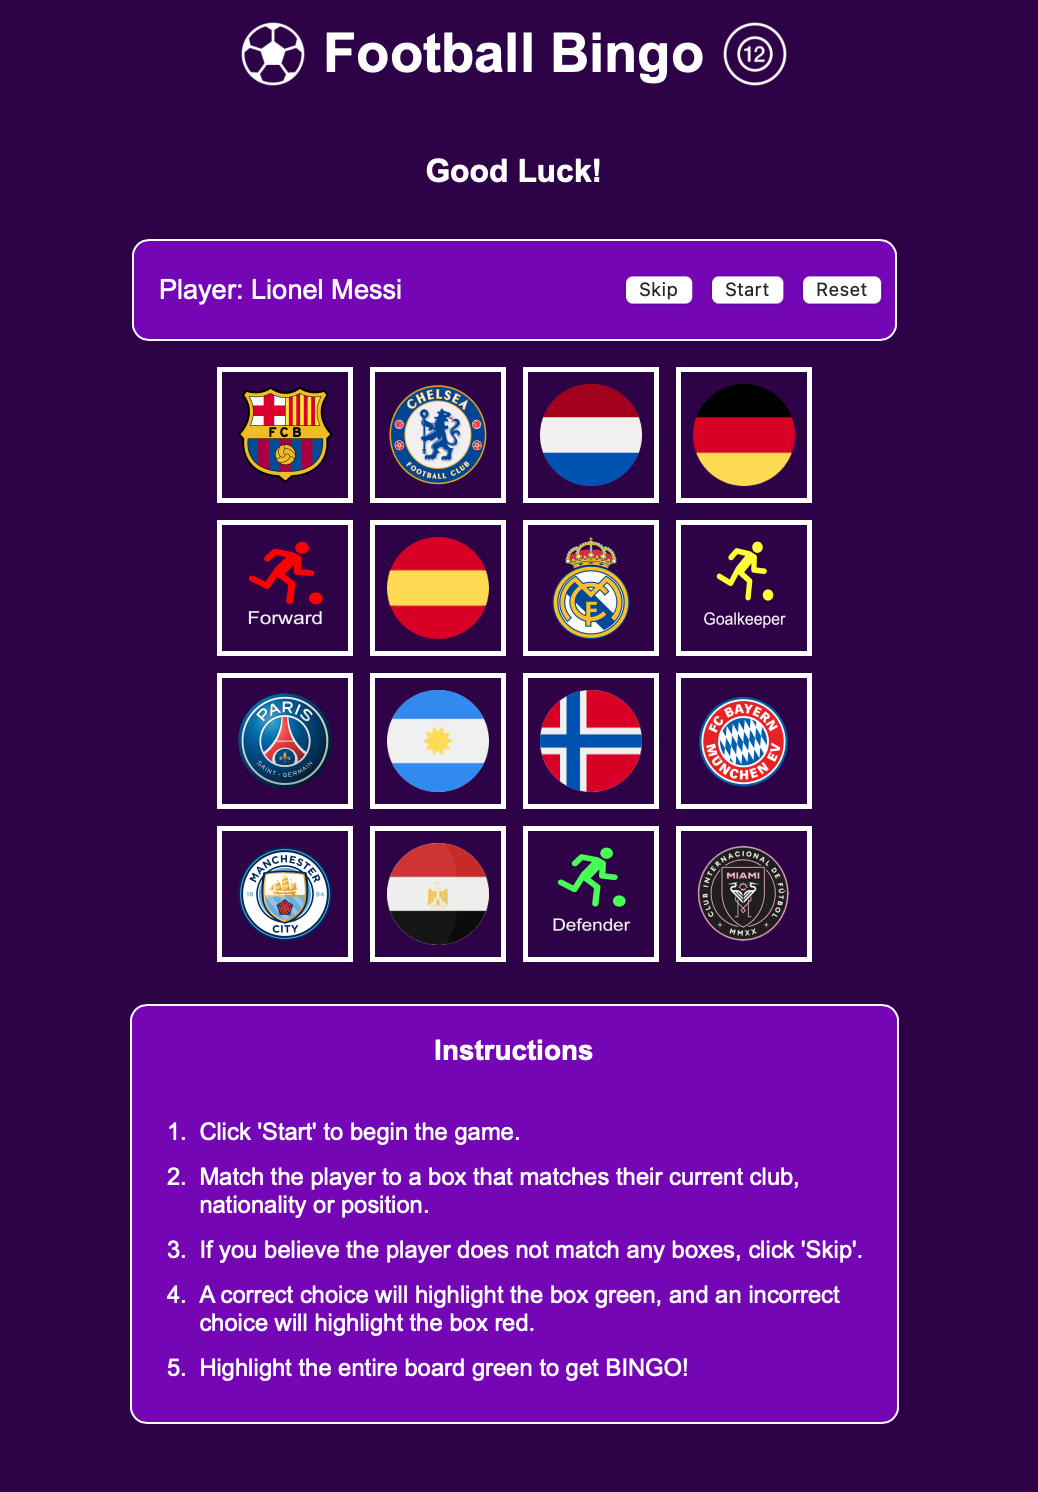 Football Bingo 12
Good Luck!
Player: Lionel Messi Skip Start Reset
FCB
CHELSEA
FOOTBALL CLUB
Forward
Goalkeeper
PARIS
SAINT-GERMAIN
FC BAYERN
MÜNCHEN EV
MANCHESTER
18 94
CITY
Defender
CLUB INTERNACIONAL DE FÚTBOL
MIAMI
MMXX
Instructions
1. Click 'Start' to begin the game.
2. Match the player to a box that matches their current club,
nationality or position.
3. If you believe the player does not match any boxes, click 'Skip'.
4. A correct choice will highlight the box green, and an incorrect
choice will highlight the box red.
5. Highlight the entire board green to get BINGO!